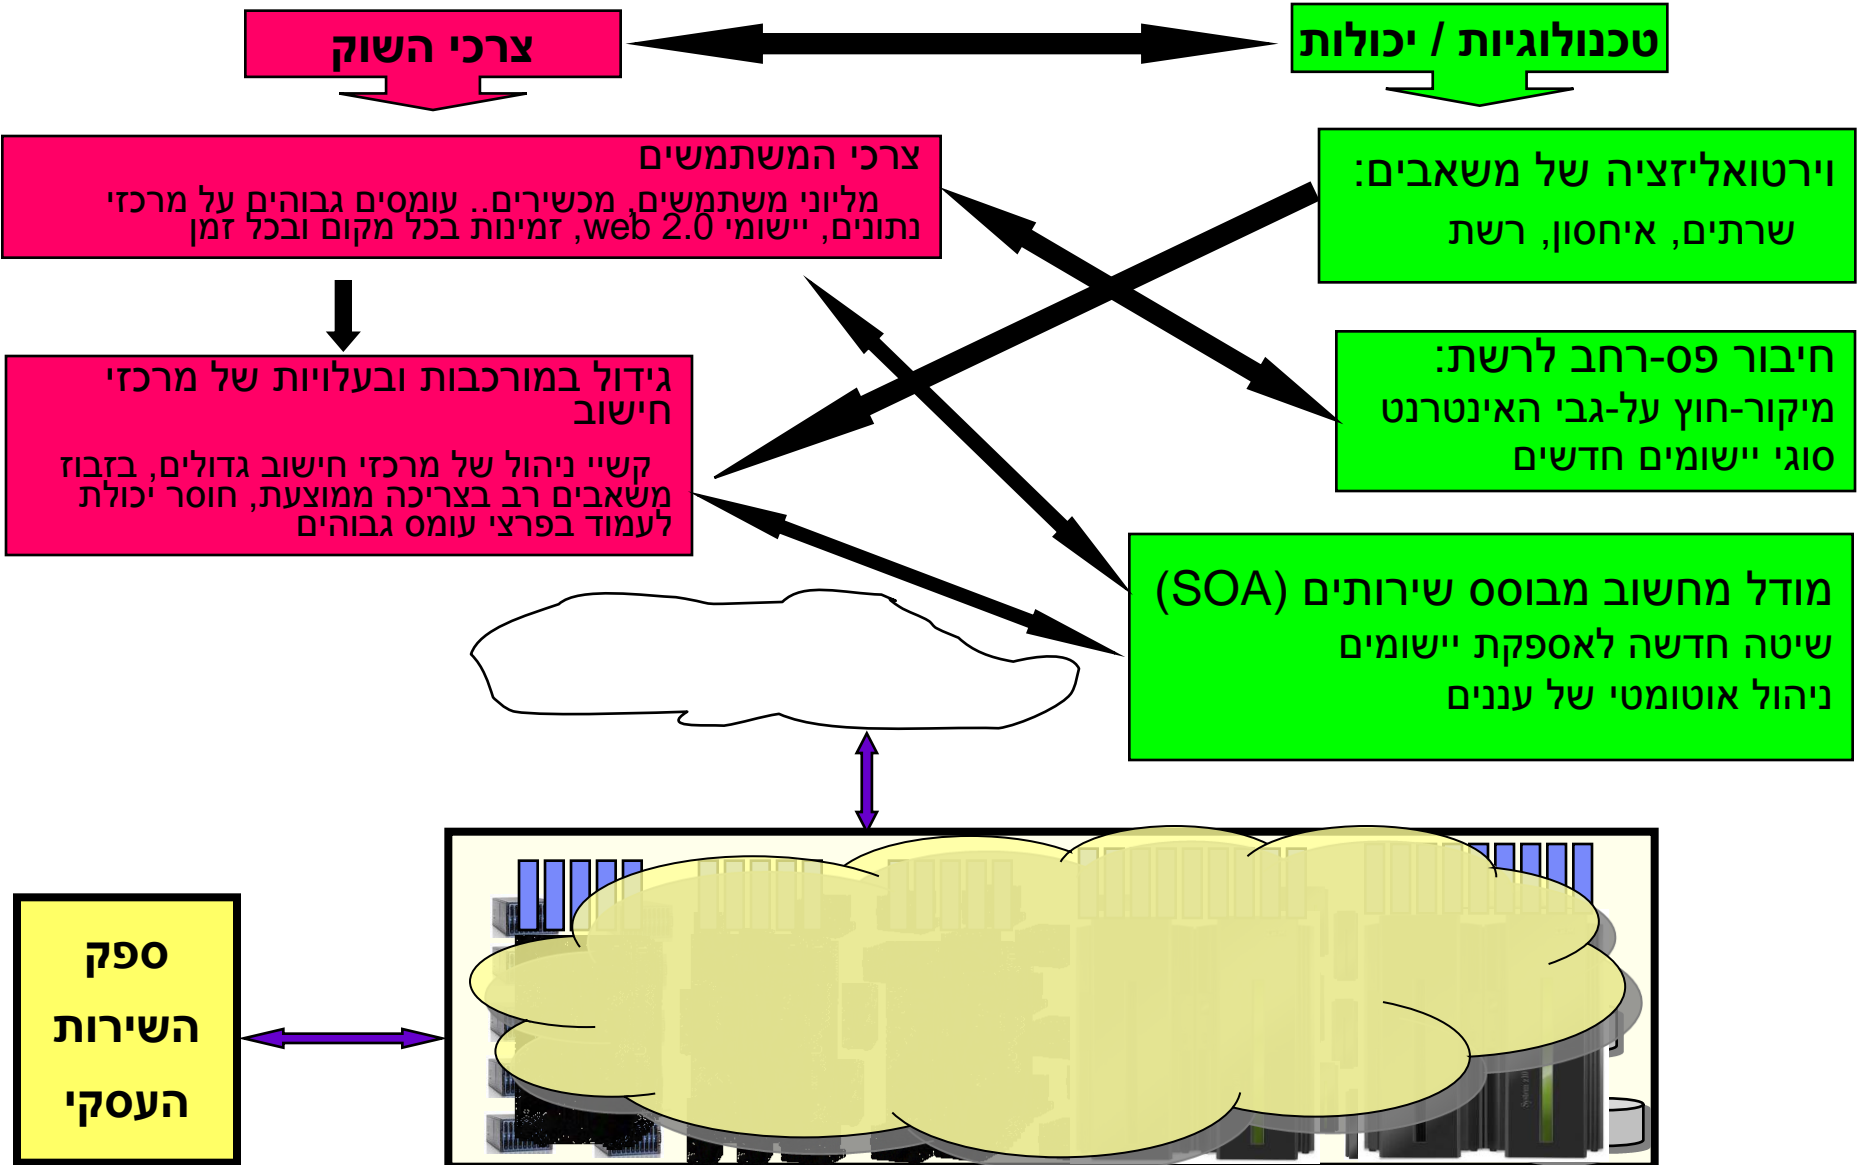 טכנולוגיות / יכולות
צרכי השוק
וירטואליזציה של משאבים:
שרתים, איחסון, רשת
חיבור פס-רחב לרשת:
מיקור-חוץ על-גבי האינטרנט
סוגי יישומים חדשים
מודל מחשוב מבוסס שירותים (SOA)
שיטה חדשה לאספקת יישומים
ניהול אוטומטי של עננים
צרכי המשתמשים
מליוני משתמשים, מכשירים.. עומסים גבוהים על מרכזי
נתונים, יישומי web 2.0, זמינות בכל מקום ובכל זמן
גידול במורכבות ובעלויות של מרכזי
חישוב
קשיי ניהול של מרכזי חישוב גדולים, בזבוז
משאבים רב בצריכה ממוצעת, חוסר יכולת
לעמוד בפרצי עומס גבוהים
ספק
השירות
העסקי